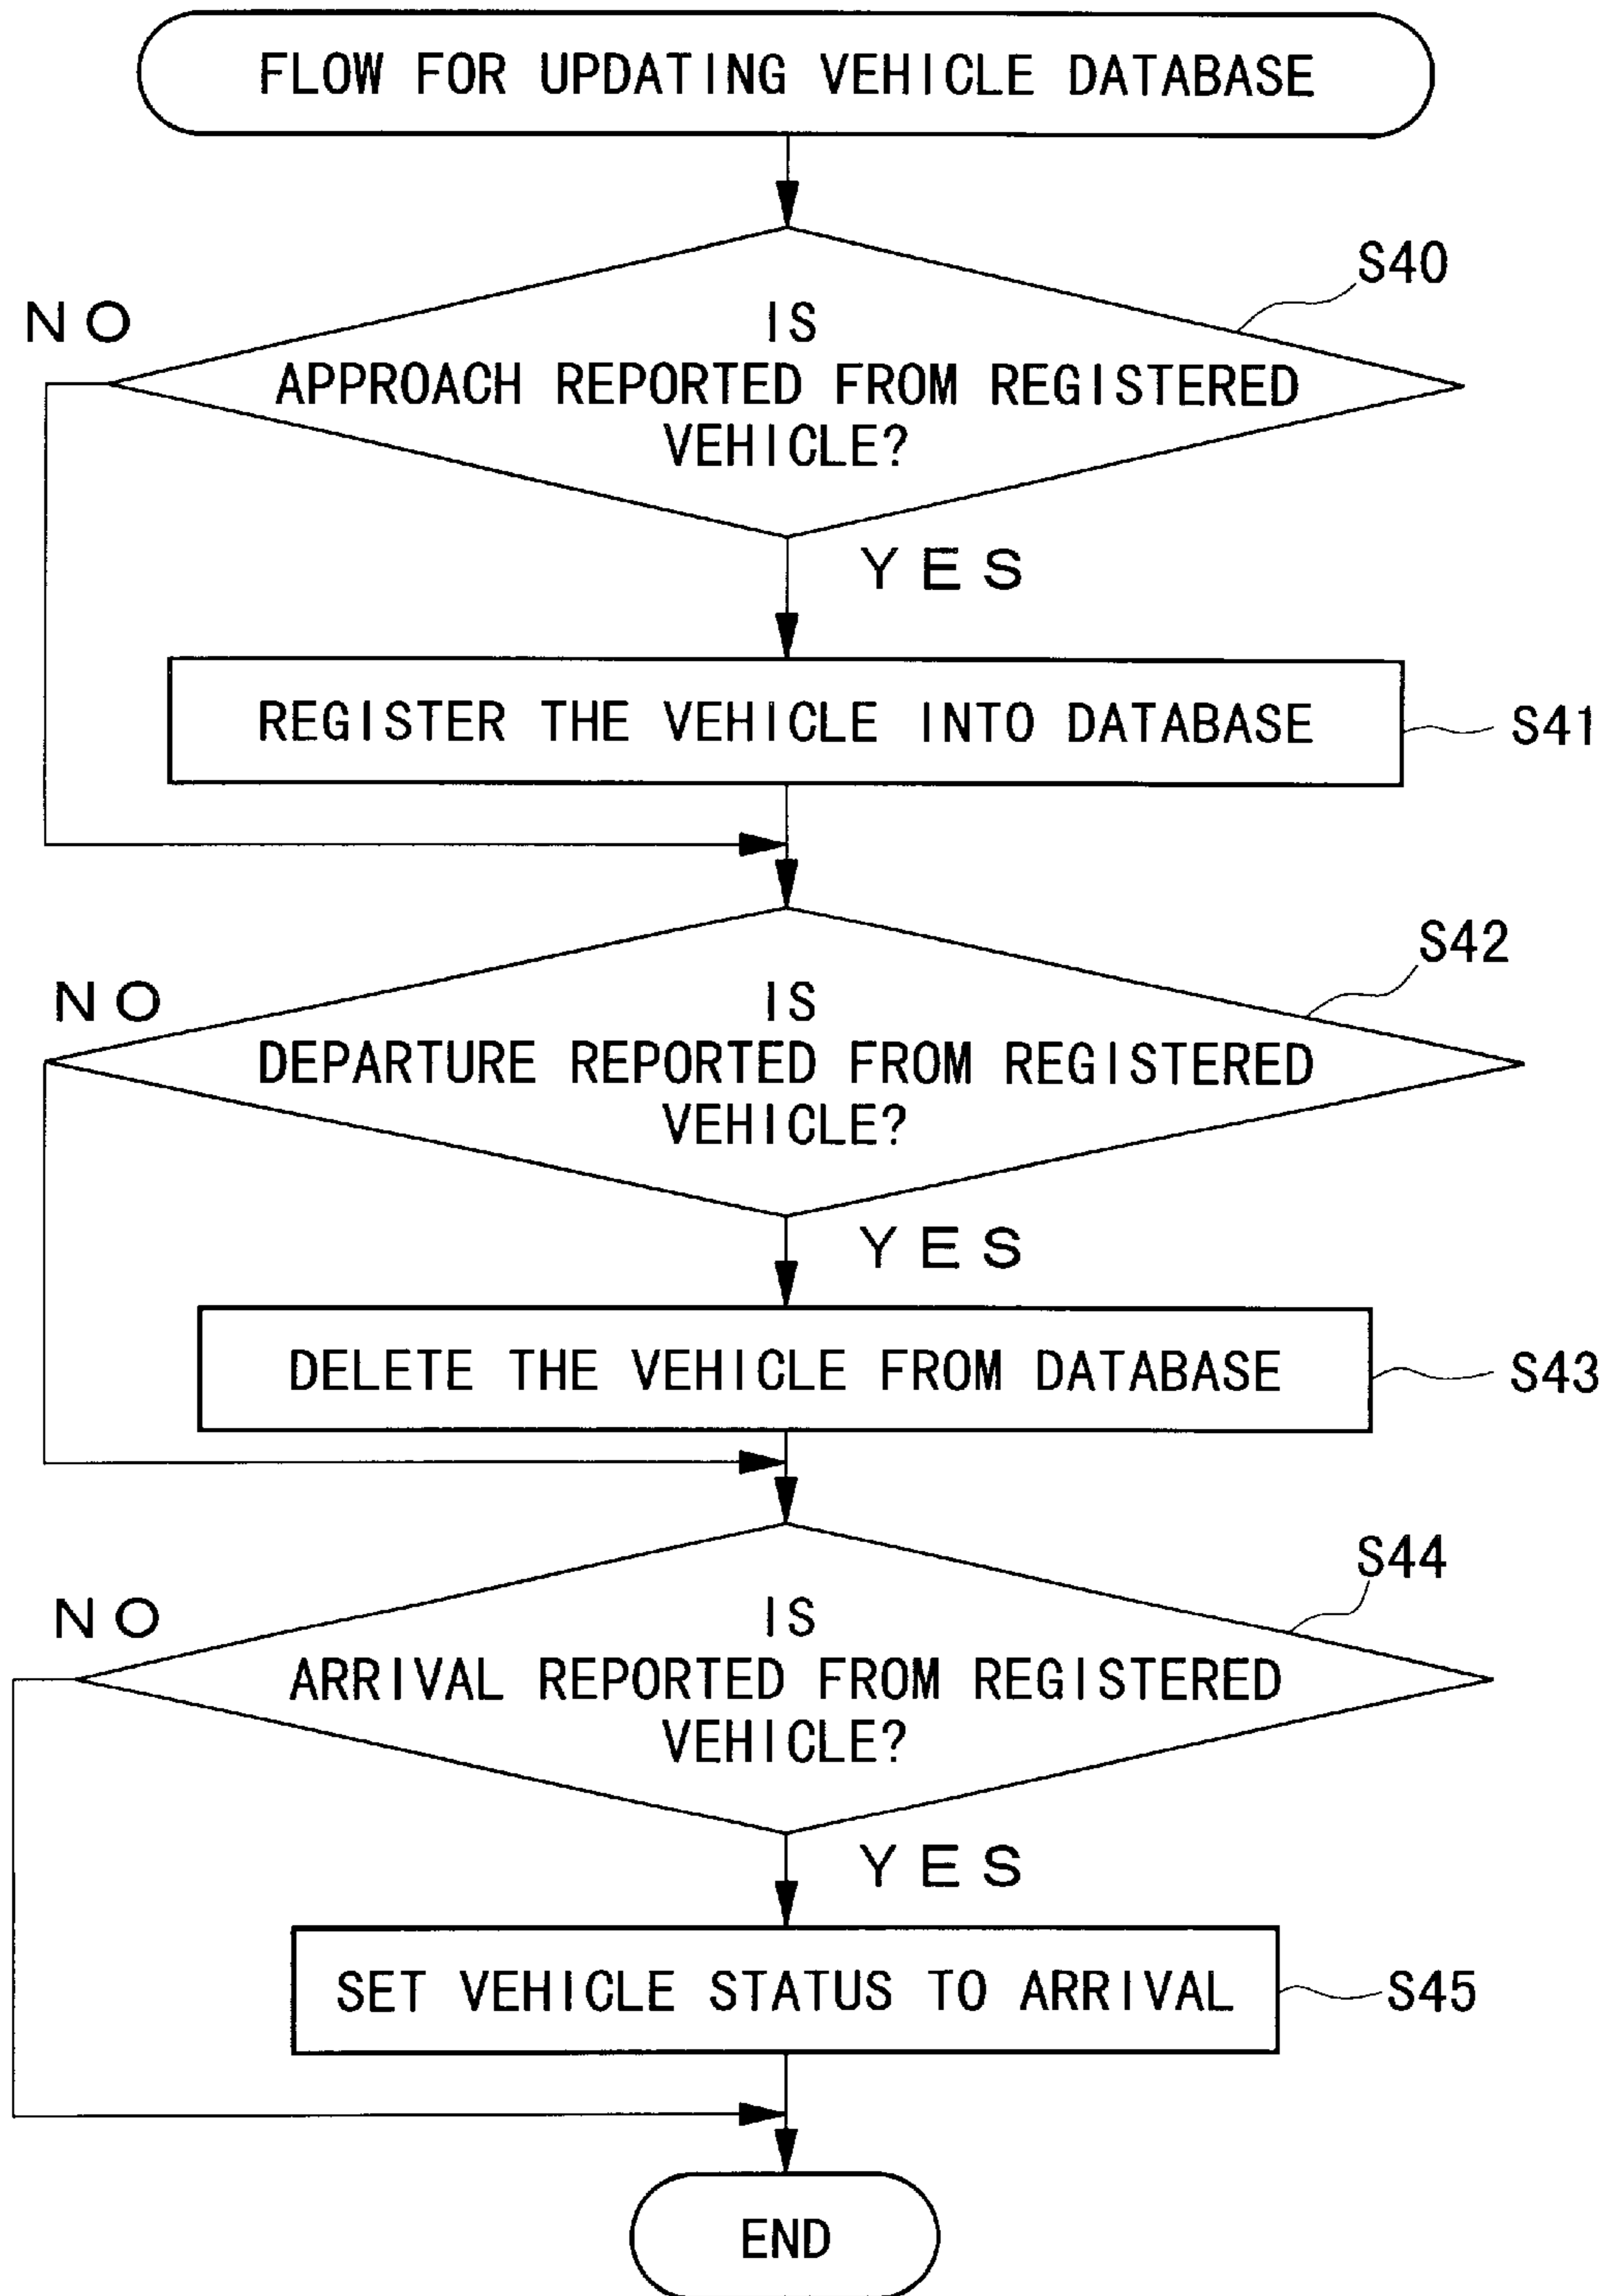 FLOW FOR UPDATING VEHICLE DATABASE
S40
NO
IS
APPROACH REPORTED FROM REGISTERED
VEHICLE?
YES
REGISTER THE VEHICLE INTO DATABASE
S41
S42
NO
IS
DEPARTURE REPORTED FROM REGISTERED
VEHICLE?
YES
DELETE THE VEHICLE FROM DATABASE
S43
S44
NO
IS
ARRIVAL REPORTED FROM REGISTERED
VEHICLE?
YES
SET VEHICLE STATUS TO ARRIVAL
S45
END